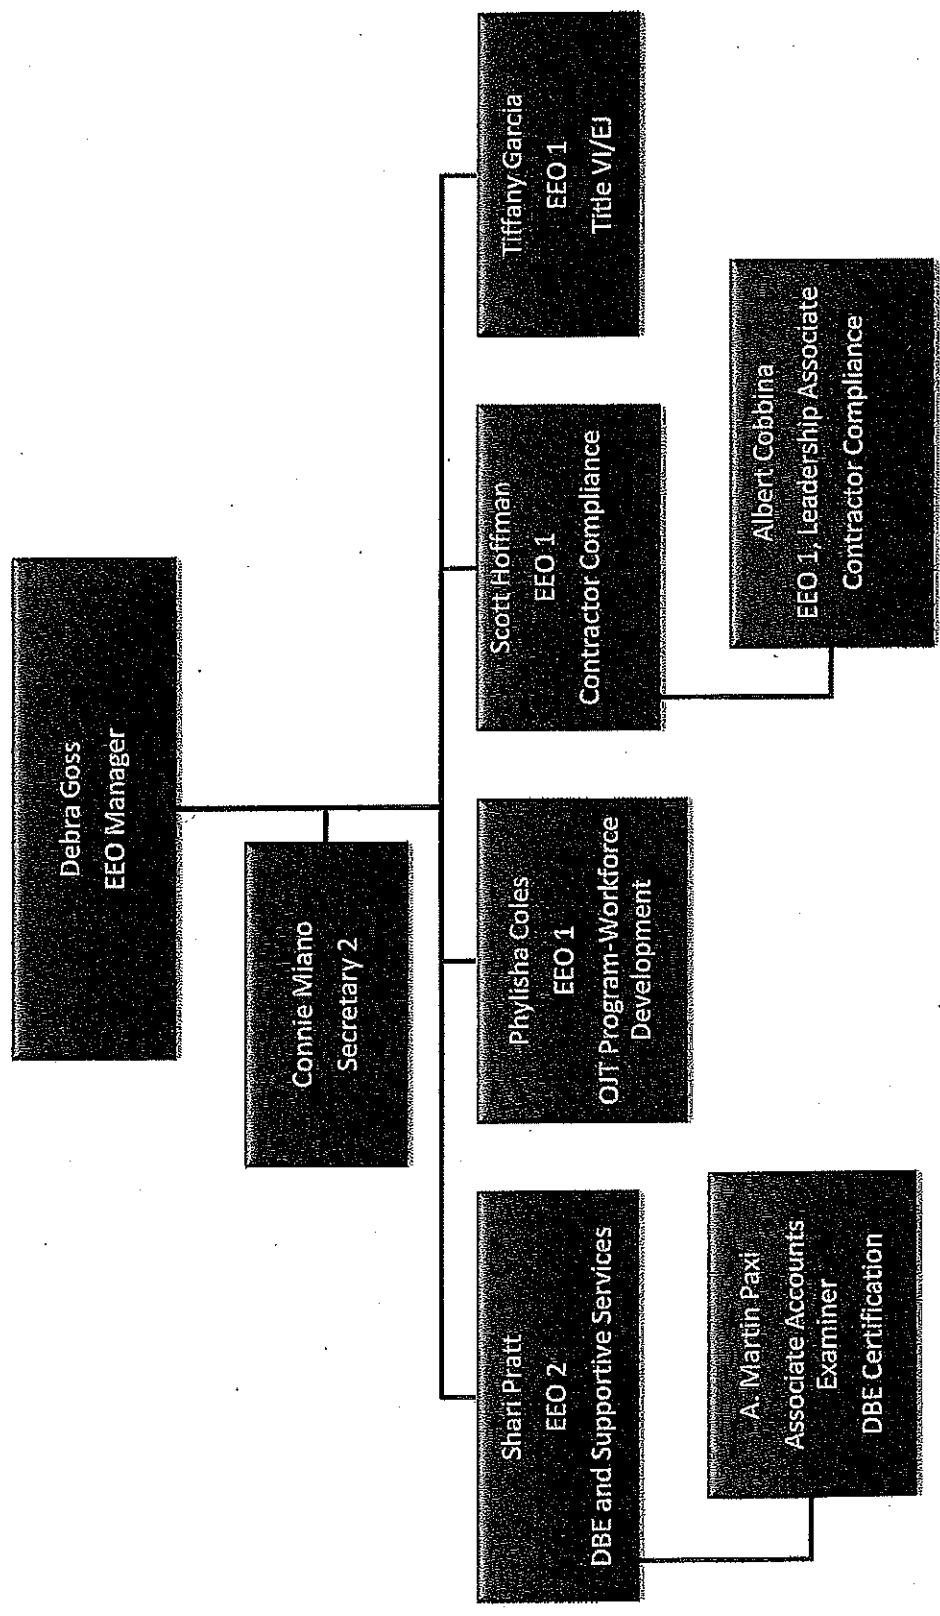 Debra Goss
EEO Manager
Connie Miano
Secretary 2
Shari Pratt
EEO 2
DBE and Supportive Services
Phylisha Coles
EEO 1
OJT Program-Workforce
Development
Scott Hoffman
EEO 1
Contractor Compliance
Tiffany Garcia
EEO 1
Title VI/EJ
A. Martin Paxi
Associate Accounts
Examiner
DBE Certification
Albert Cobbina
EEO 1, Leadership Associate
Contractor Compliance